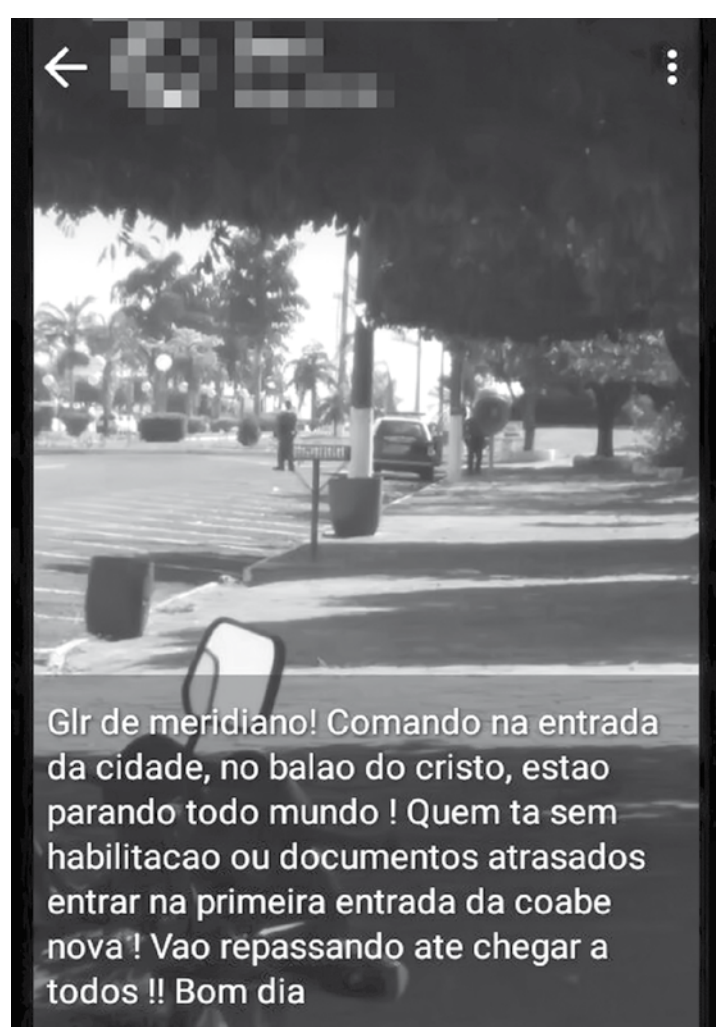 Glr de meridiano! Comando na entrada
da cidade, no balao do cristo, estao
parando todo mundo ! Quem ta sem
habilitacao ou documentos atrasados
entrar na primeira entrada da coabe
nova ! Vao repassando ate chegar a
todos !! Bom dia